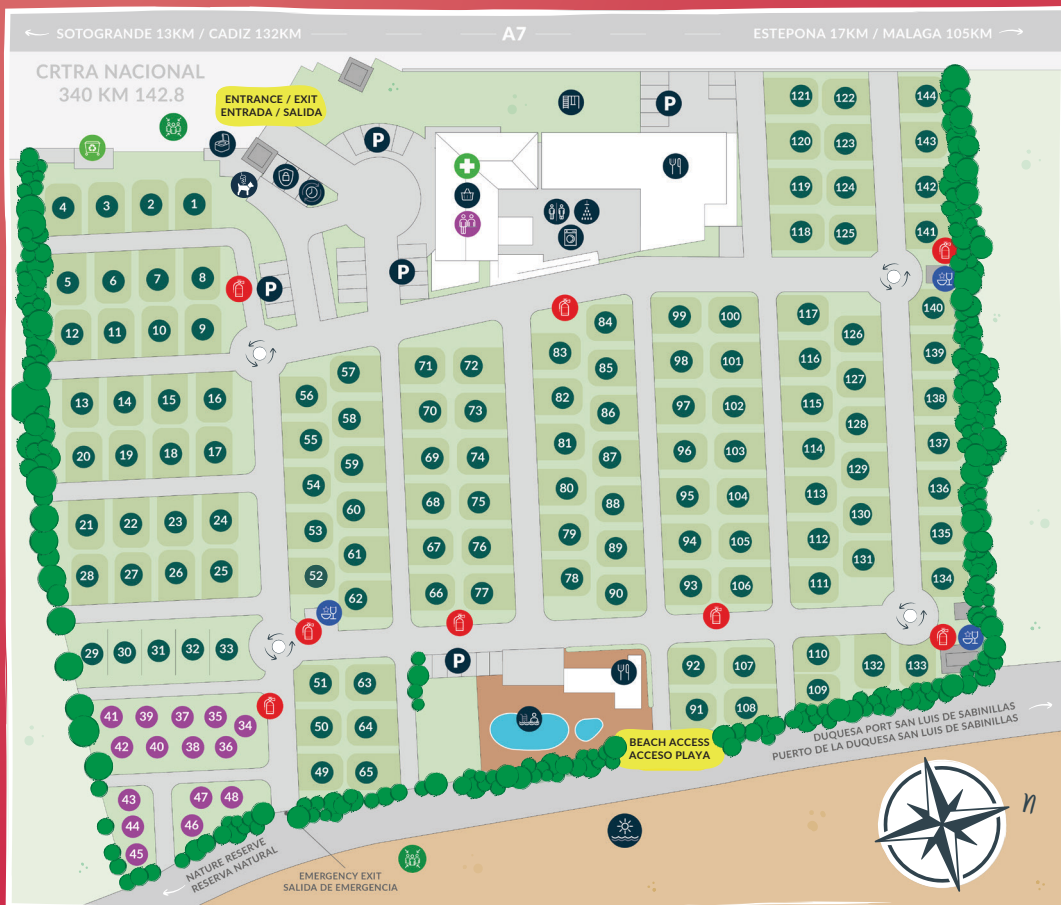 SOTOGRANDE 13KM / CADIZ 132KM
A7
ESTEPONA 17KM / MALAGA 105KM
CRTRA NACIONAL
340 KM 142.8
ENTRANCE / EXIT
ENTRADA / SALIDA
P
P
P
P
4 3 2 1
5 6 7 8
12 11 10 9
13 14 15 16
20 19 18 17
21 22 23 24
28 27 26 25
29 30 31 32 33
41 39 37 35 34
42 40 38 36
43
44
45
47 48
46
56 57
55 58
54 59
53 60
52 61
62
51 63
50 64
49 65
71 72
70 73
69 74
68 75
67 76
66 77
P
83 84
82 85
81 86
80 87
79 88
78 89
90
99 100
98 101
97 102
96 103
95 104
94 105
93 106
92 107
91 108
121 122
120 123
119 124
118 125
117 126
116 127
115 128
114 129
113 130
112 131
111
110
109
132 133
144
143
142
141
140
139
138
137
136
135
134
BEACH ACCESS
ACCESO PLAYA
DUQUESA PORT SAN LUIS DE SABINILLAS
PUERTO DE LA DUQUESA SAN LUIS DE SABINILLAS
NATURE RESERVE
RESERVA NATURAL
EMERGENCY EXIT
SALIDA DE EMERGENCIA
n